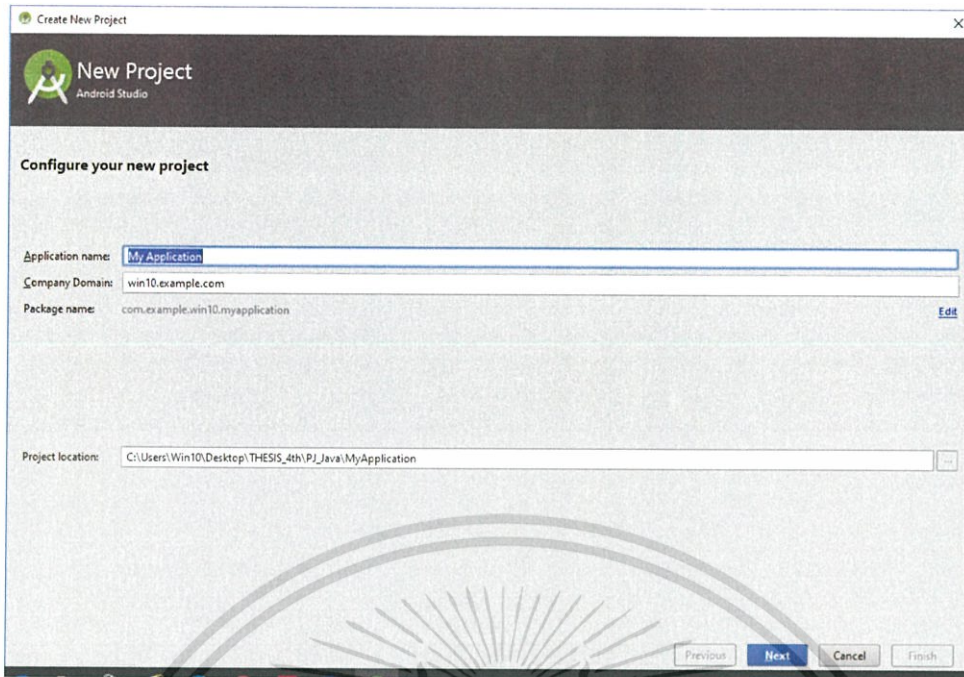 Create New Project
New Project
Android Studio
Configure your new project
Application name: My Application
Company Domain: win10.example.com
Package name: com.example.win10.myapplication Edit
Project location: C:\Users\Win10\Desktop\THESIS_4th\PJ_Java\MyApplication ...
Previous Next Cancel Finish